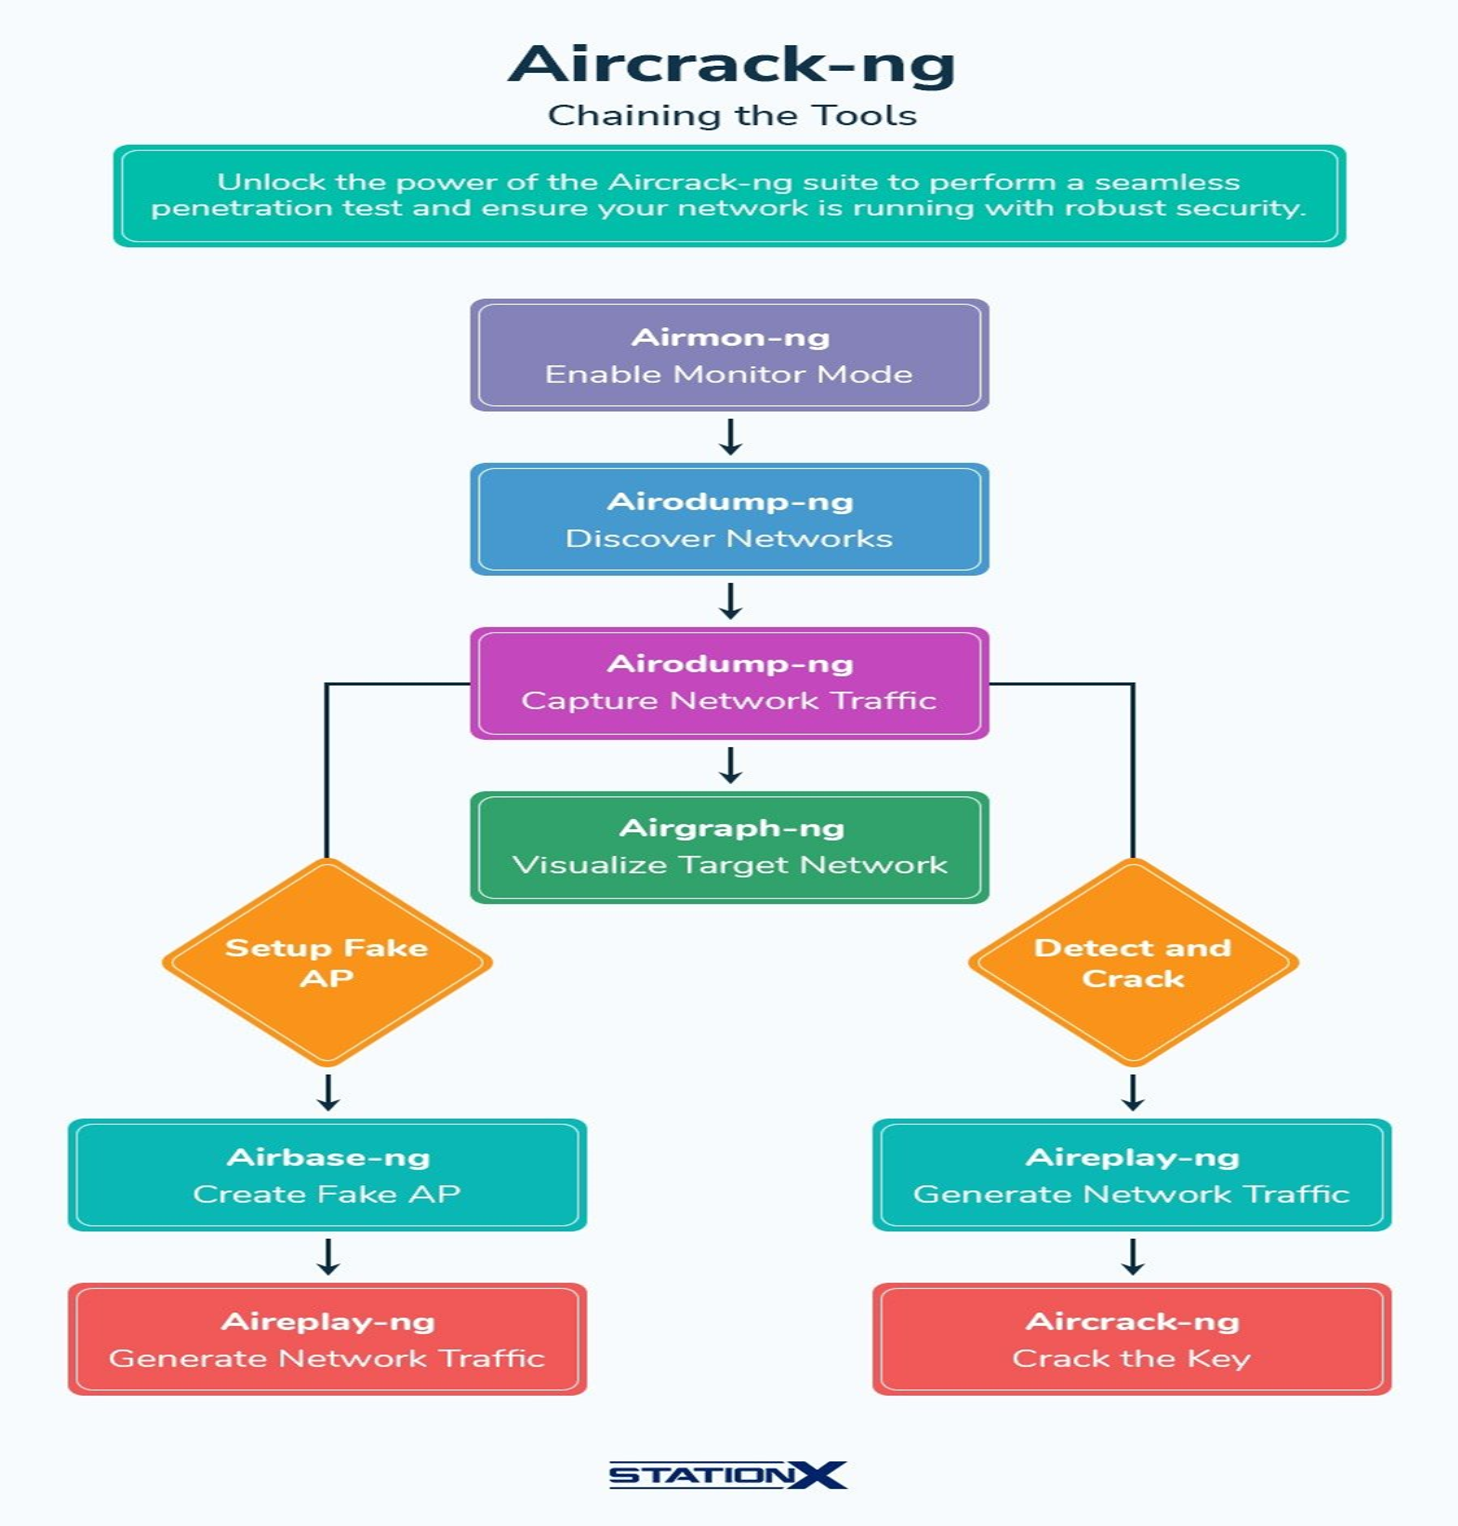 Aircrack-ng
Chaining the Tools
Unlock the power of the Aircrack-ng suite to perform a seamless
penetration test and ensure your network is running with robust security.
Airmon-ng
Enable Monitor Mode
Airodump-ng
Discover Networks
Airodump-ng
Capture Network Traffic
Airgraph-ng
Visualize Target Network
Setup Fake
AP
Airbase-ng
Create Fake AP
Aireplay-ng
Generate Network Traffic
Detect and
Crack
Aireplay-ng
Generate Network Traffic
Aircrack-ng
Crack the Key
STATIONX